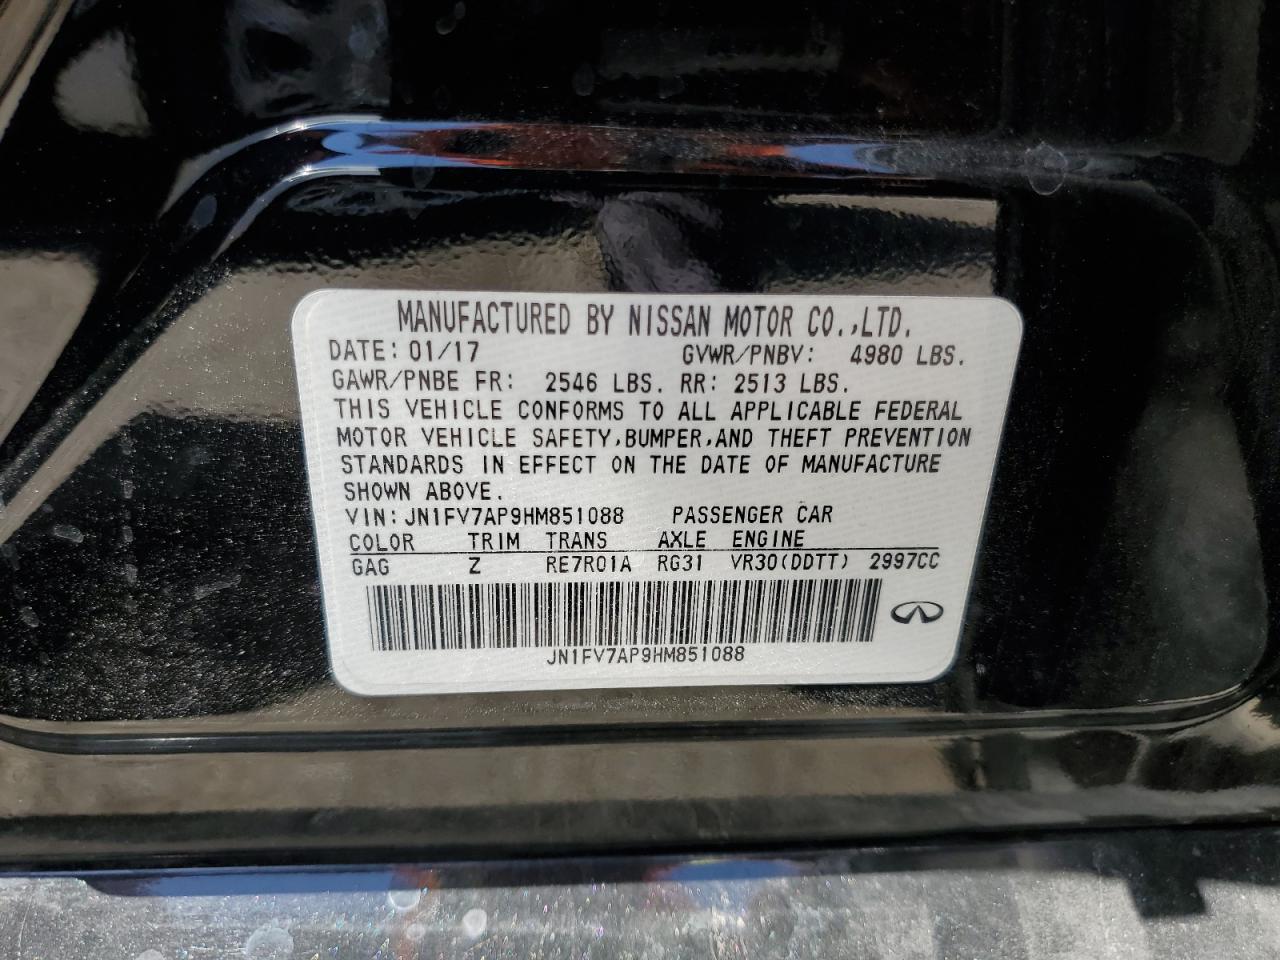 MANUFACTURED BY NISSAN MOTOR CO.,LTD.
DATE: 01/17 GVWR/PNBV: 4980 LBS.
GAWR/PNBE FR: 2546 LBS. RR: 2513 LBS.
THIS VEHICLE CONFORMS TO ALL APPLICABLE FEDERAL
MOTOR VEHICLE SAFETY,BUMPER,AND THEFT PREVENTION
STANDARDS IN EFFECT ON THE DATE OF MANUFACTURE
SHOWN ABOVE.
VIN:JN1FV7AP9HM851088 PASSENGER CAR
COLOR TRIM TRANS AXLE ENGINE
GAG Z RE7R01A RG31 VR30(DDTT) 2997CC
JN1FV7AP9HM851088